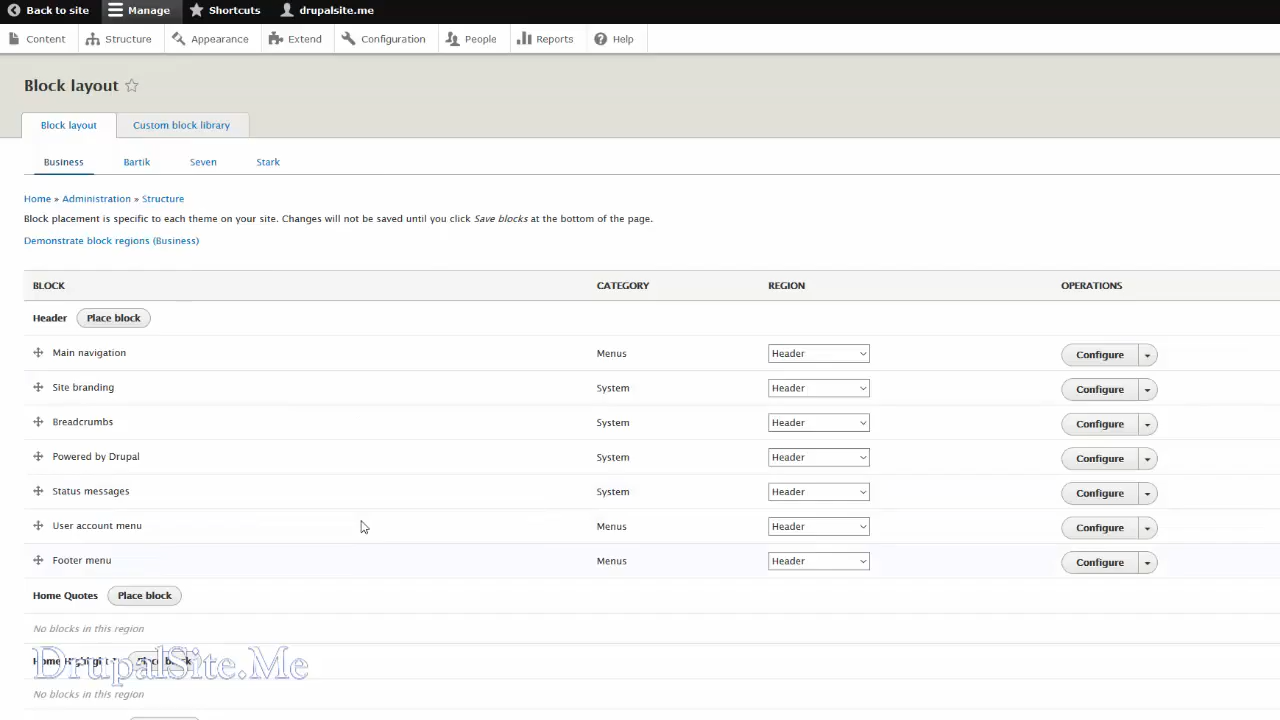 Back to site Manage Shortcuts drupalsite.me
Content Structure Appearance Extend Configuration People Reports Help
Block layout
Block layout Custom block library
Business Bartik Seven Stark
Home » Administration » Structure
Block placement is specific to each theme on your site. Changes will not be saved until you click Save blocks at the bottom of the page.
Demonstrate block regions (Business)
BLOCK CATEGORY REGION OPERATIONS
Header Place block
Main navigation Menus Header Configure
Site branding System Header Configure
Breadcrumbs System Header Configure
Powered by Drupal System Header Configure
Status messages System Header Configure
User account menu Menus Header Configure
Footer menu Menus Header Configure
Home Quotes Place block
No blocks in this region
DrupalSite.Me
No blocks in this region